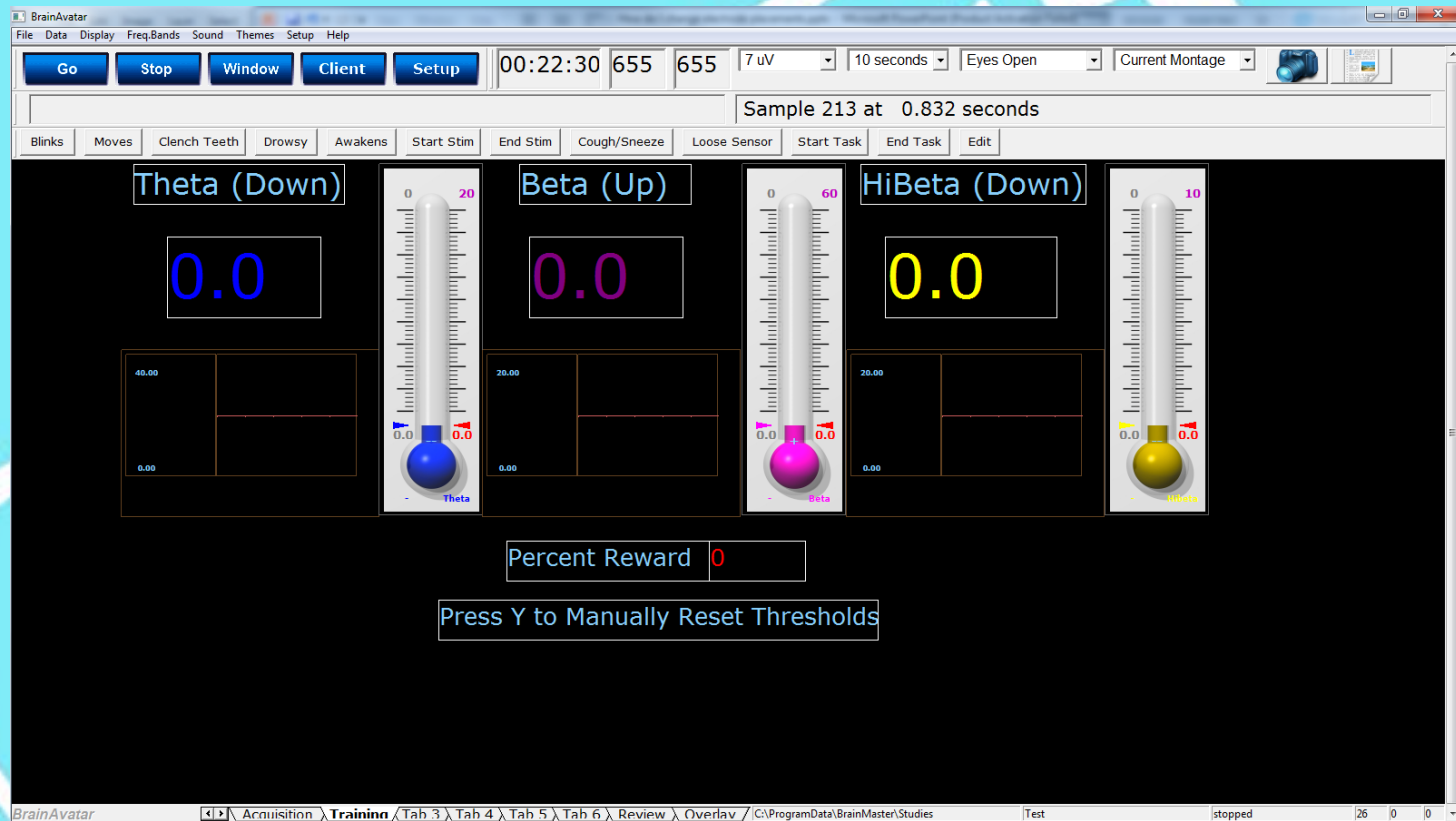 BrainAvatar
File Data Display Freq.Bands Sound Themes Setup Help
Go Stop Window Client Setup 00:22:30 655 655 7 uV 10 seconds Eyes Open Current Montage
Sample 213 at 0.832 seconds
Blinks Moves Clench Teeth Drowsy Awakens Start Stim End Stim Cough/Sneeze Loose Sensor Start Task End Task Edit
Theta (Down) Beta (Up) HiBeta (Down)
0 20 0 60 0 10
0.0 0.0 0.0
40.00 20.00 20.00
0.0 0.0 0.0 0.0 0.0 0.0
0.00 0.00 0.00
- Theta - Beta -
Percent Reward 0
Press Y to Manually Reset Thresholds
BrainAvatar Acquisition Training Tab 3 Tab 4 Tab 5 Tab 6 Review Overlay C:\ProgramData\BrainMaster\Studies Test stopped 26 0 0